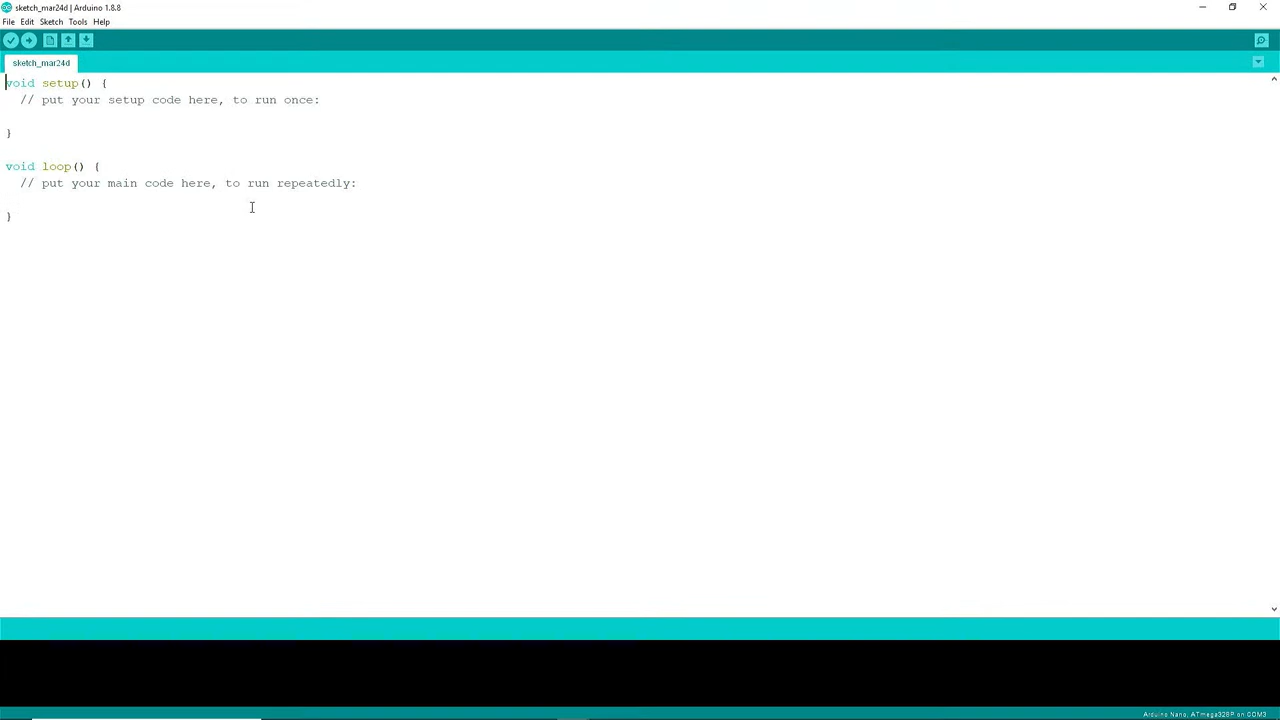 sketch_mar24d | Arduino 1.8.8
File Edit Sketch Tools Help
sketch_mar24d
void setup() {
  // put your setup code here, to run once:

}

void loop() {
  // put your main code here, to run repeatedly:

}
Arduino Nano, ATmega328P on COM3